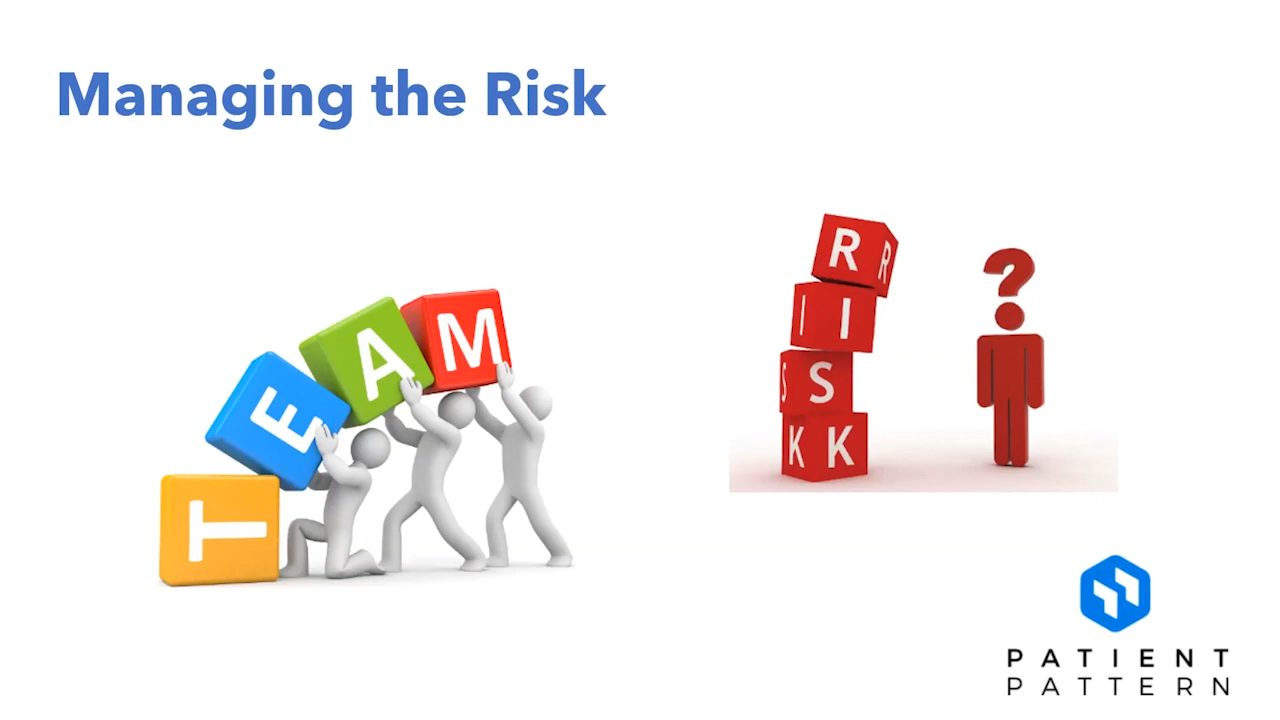 Managing the Risk
T
E
A
M
R R
I I
S S
K K
?
PATIENT
PATTERN